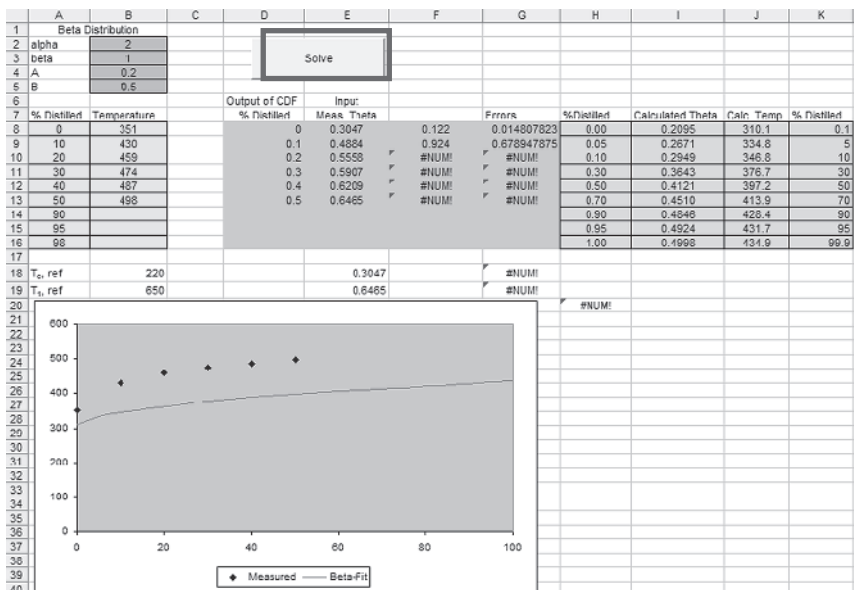 A B C D E F G H I J K
1 Beta Distribution
2 alpha 2
3 beta 1 Solve
4 A 0.2
5 B 0.5
6 Output of CDF Input:
7 % Distilled Temperature % Distilled Meas. Theta Errors %Distilled Calculated Theta Calc. Temp % Distilled
8 0 351 0 0.3047 0.122 0.014807823 0.00 0.2095 310.1 0.1
9 10 430 0.1 0.4884 0.924 0.678947875 0.05 0.2671 334.8 5
10 20 459 0.2 0.5558 #NUM! #NUM! 0.10 0.2949 346.8 10
11 30 474 0.3 0.5907 #NUM! #NUM! 0.30 0.3643 376.7 30
12 40 487 0.4 0.6209 #NUM! #NUM! 0.50 0.4121 397.2 50
13 50 498 0.5 0.6465 #NUM! #NUM! 0.70 0.4510 413.9 70
14 90 0.90 0.4846 428.4 90
15 95 0.95 0.4924 431.7 95
16 98 1.00 0.4998 434.9 99.9
17
18 T₀, ref 220 0.3047 #NUM!
19 T₁, ref 650 0.6465 #NUM!
20 #NUM!
21
22
23
24
25
26
27
28
29
30
31
32
33
34
35
36
37
38
39
40
600
500
400
300
200
100
0
0 20 40 60 80 100
Measured Beta-Fit